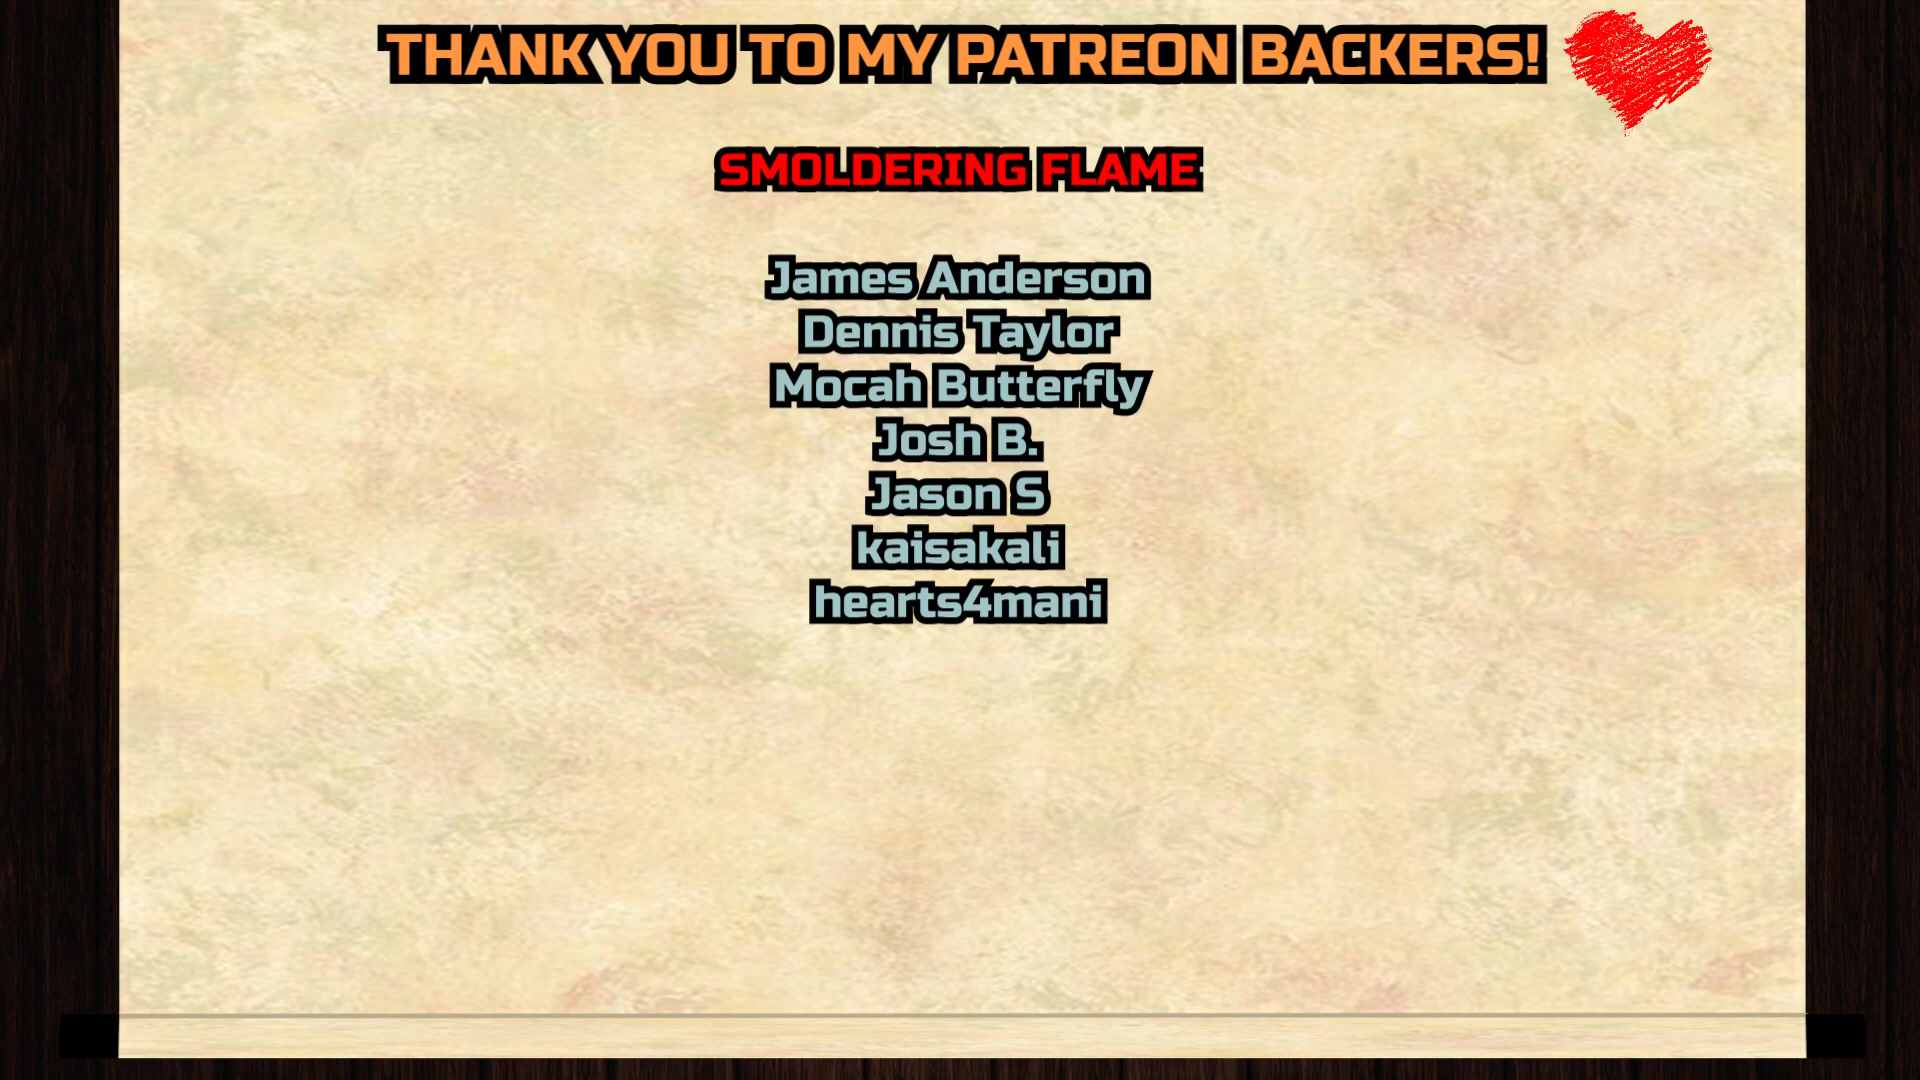 THANK YOU TO MY PATREON BACKERS!
SMOLDERING FLAME
James Anderson
Dennis Taylor
Mocah Butterfly
Josh B.
Jason S
kaisakali
hearts4mani